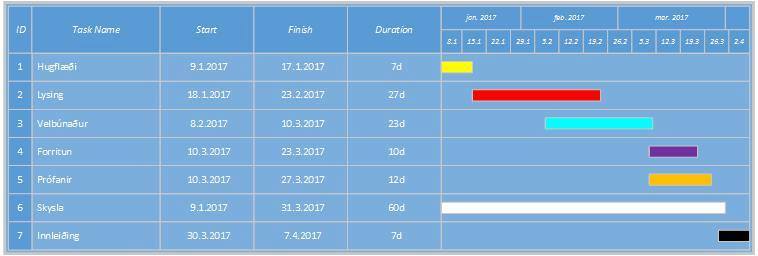 ID Task Name Start Finish Duration jan. 2017 feb. 2017 mar. 2017
8.1 15.1 22.1 29.1 5.2 12.2 19.2 26.2 5.3 12.3 19.3 26.3 2.4
1 Hugflæði 9.1.2017 17.1.2017 7d
2 Lysing 18.1.2017 23.2.2017 27d
3 Velbúnaður 8.2.2017 10.3.2017 23d
4 Forritun 10.3.2017 23.3.2017 10d
5 Prófanir 10.3.2017 27.3.2017 12d
6 Skysla 9.1.2017 31.3.2017 60d
7 Innleiðing 30.3.2017 7.4.2017 7d